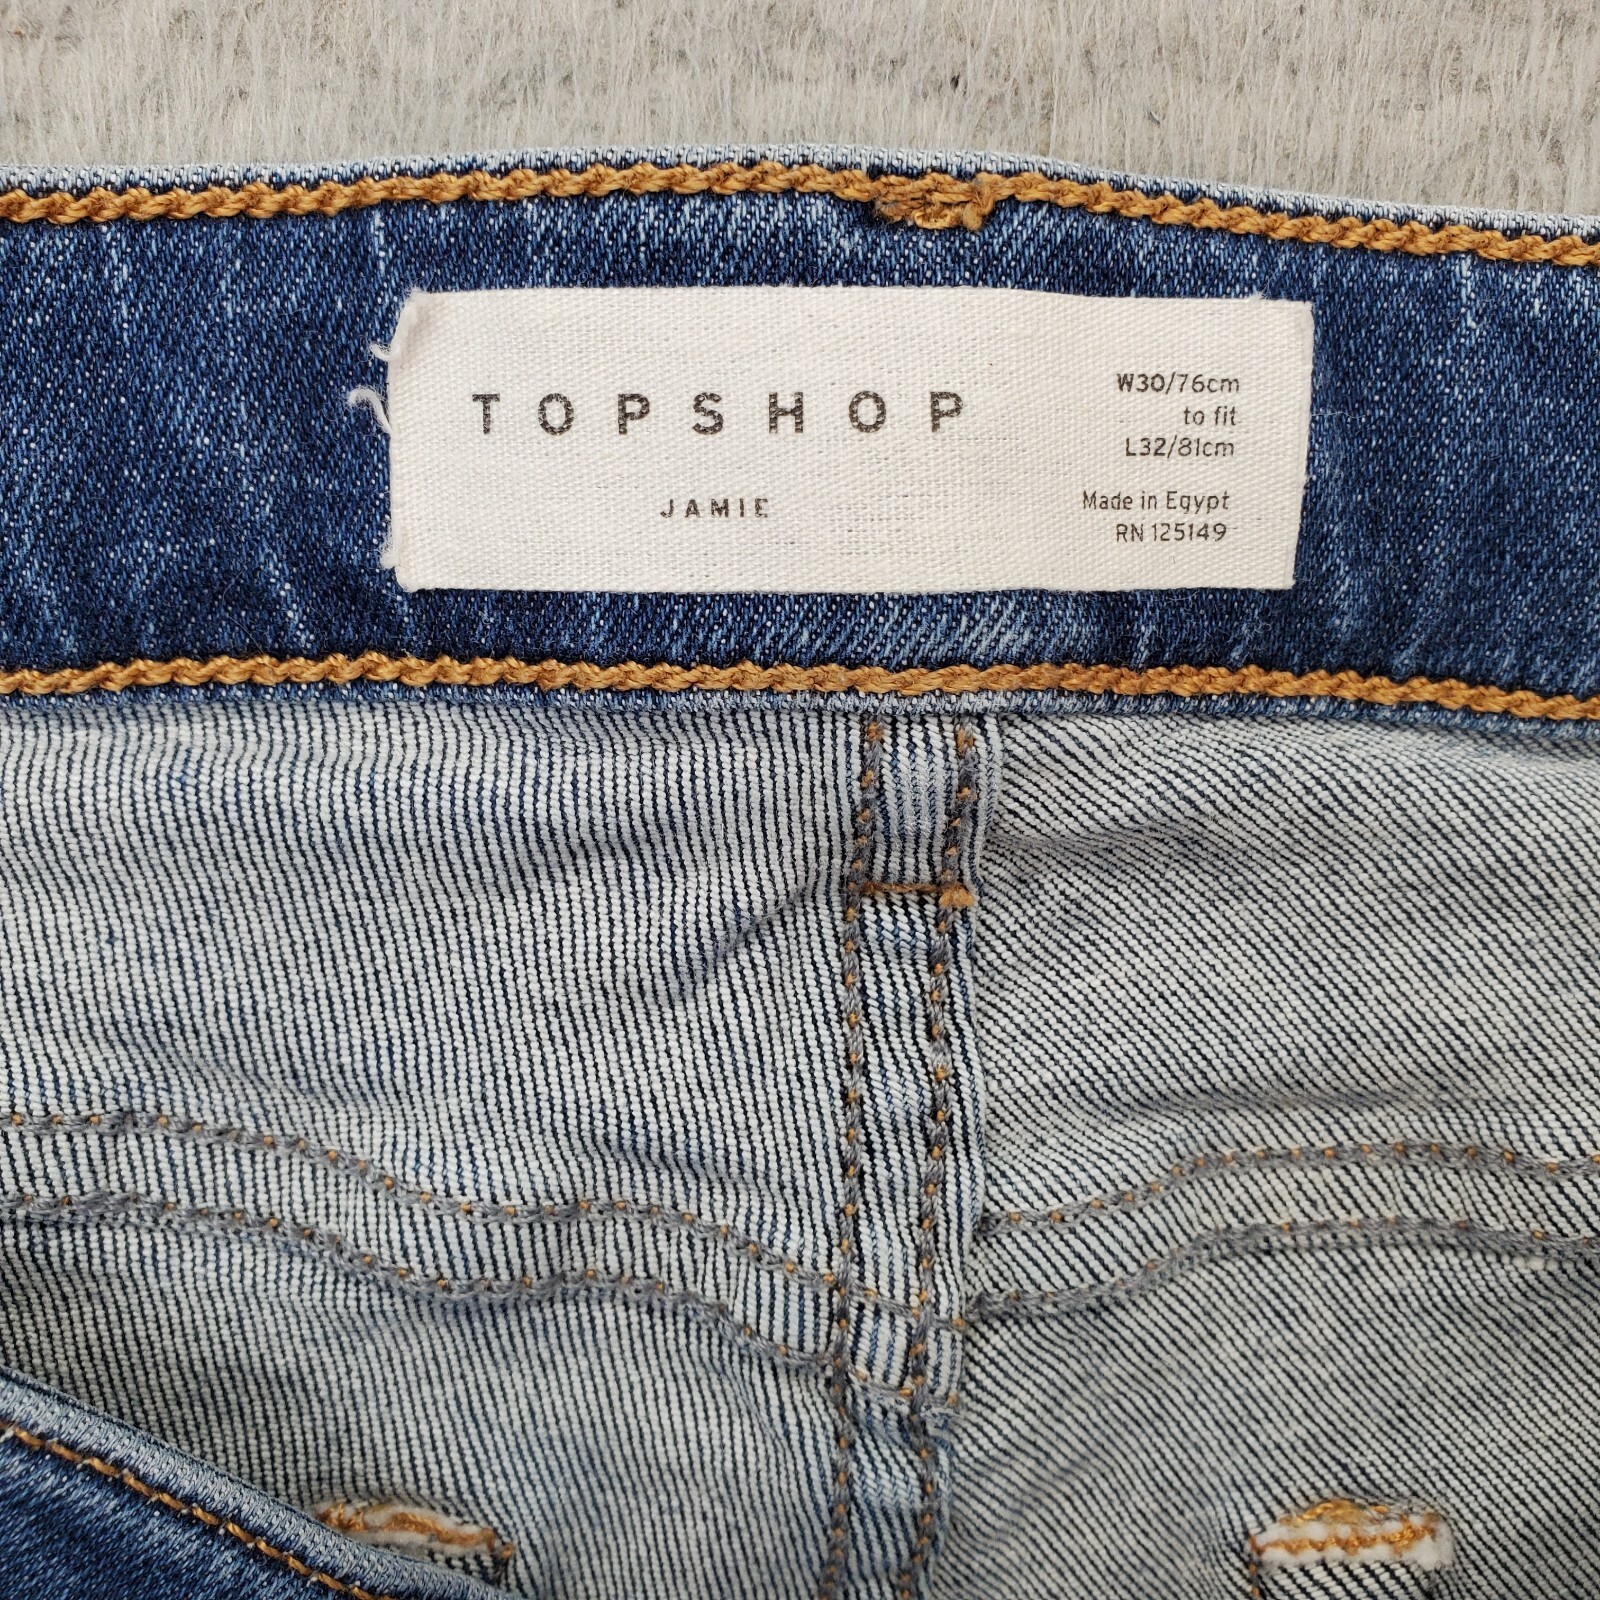 TOPSHOP
JAMIE
W30/76cm
to fit
L32/81cm
Made in Egypt
RN 125149